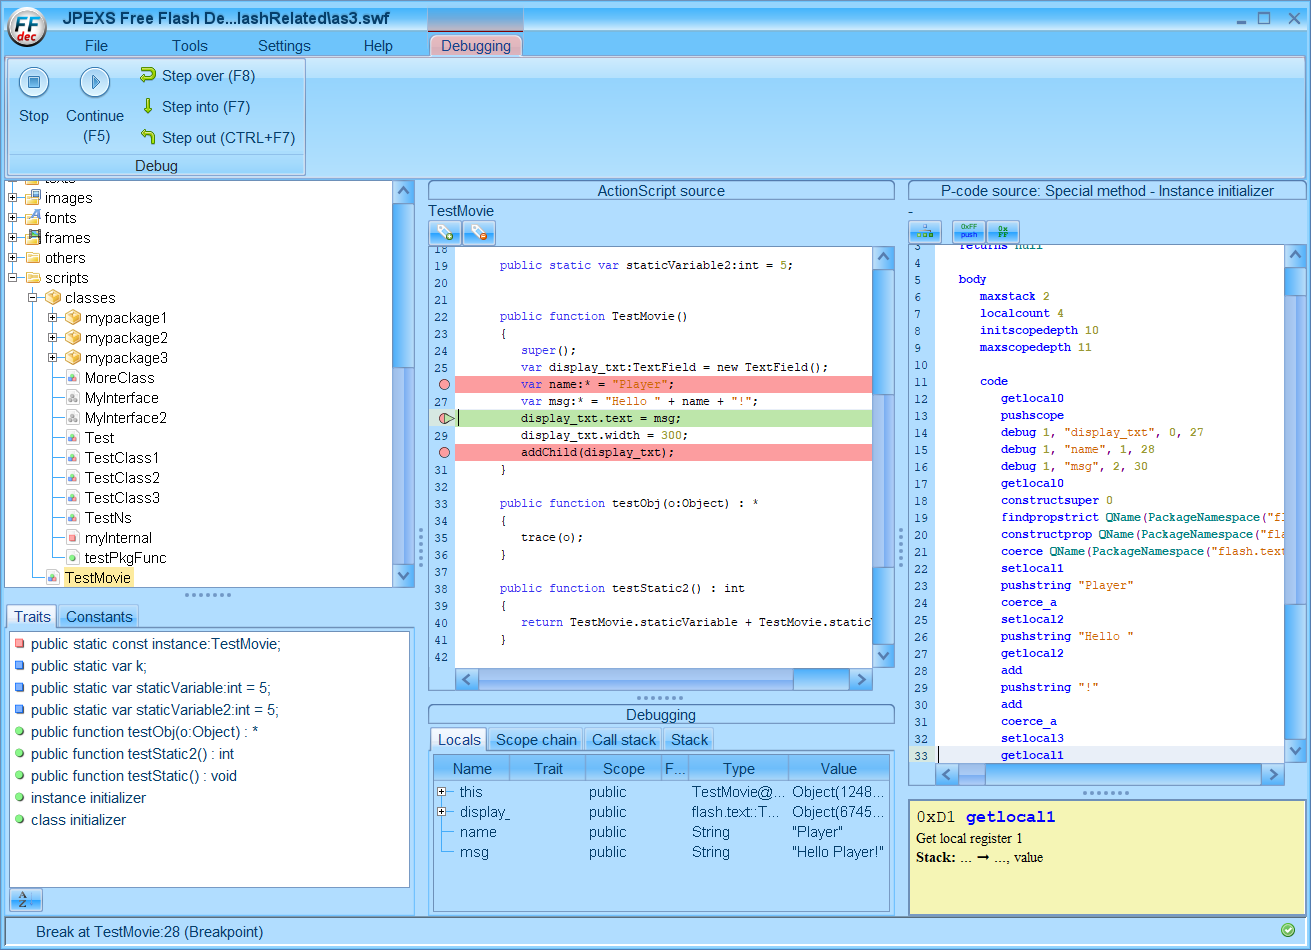 FF
dec
JPEXS Free Flash De...lashRelated\as3.swf
File
Tools
Settings
Help
Debugging
Stop
Continue
(F5)
Step over (F8)
Step into (F7)
Step out (CTRL+F7)
Debug
texts
images
fonts
frames
others
scripts
classes
mypackage1
mypackage2
mypackage3
MoreClass
MyInterface
MyInterface2
Test
TestClass1
TestClass2
TestClass3
TestNs
myInternal
testPkgFunc
TestMovie
Traits
Constants
public static const instance:TestMovie;
public static var k;
public static var staticVariable:int = 5;
public static var staticVariable2:int = 5;
public function testObj(o:Object) : *
public function testStatic2() : int
public function testStatic() : void
instance initializer
class initializer
A
Z
ActionScript source
TestMovie
18
19 public static var staticVariable2:int = 5;
20
21
22 public function TestMovie()
23 {
24 super();
25 var display_txt:TextField = new TextField();
var name:* = "Player";
27 var msg:* = "Hello " + name + "!";
display_txt.text = msg;
29 display_txt.width = 300;
addChild(display_txt);
31 }
32
33 public function testObj(o:Object) : *
34 {
35 trace(o);
36 }
37
38 public function testStatic2() : int
39 {
40 return TestMovie.staticVariable + TestMovie.static
41 }
42
Debugging
Locals
Scope chain
Call stack
Stack
Name Trait Scope F... Type Value
this public TestMovie@... Object(1248...
display_ public flash.text::T... Object(6745...
name public String "Player"
msg public String "Hello Player!"
P-code source: Special method - Instance initializer
-
0xFF
push
0x
FF
3 returns null
4
5 body
6 maxstack 2
7 localcount 4
8 initscopedepth 10
9 maxscopedepth 11
10
11 code
12 getlocal0
13 pushscope
14 debug 1, "display_txt", 0, 27
15 debug 1, "name", 1, 28
16 debug 1, "msg", 2, 30
17 getlocal0
18 constructsuper 0
19 findpropstrict QName(PackageNamespace("fl
20 constructprop QName(PackageNamespace("fla
21 coerce QName(PackageNamespace("flash.text
22 setlocal1
23 pushstring "Player"
24 coerce_a
25 setlocal2
26 pushstring "Hello "
27 getlocal2
28 add
29 pushstring "!"
30 add
31 coerce_a
32 setlocal3
33 getlocal1
0xD1 getlocal1
Get local register 1
Stack: ... → ..., value
Break at TestMovie:28 (Breakpoint)